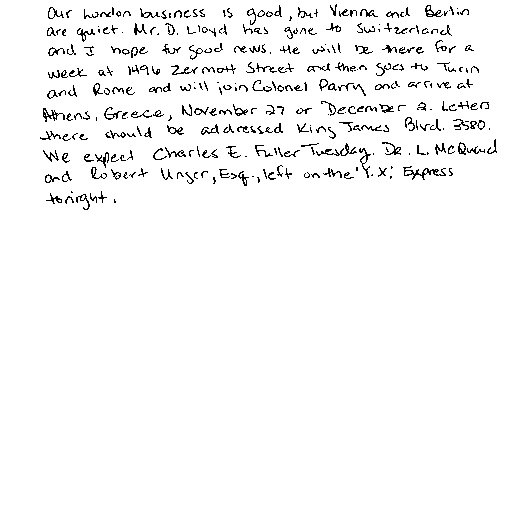 Our London business is good, but Vienna and Berlin
are quiet. Mr. D. Lloyd has gone to Switzerland
and I hope for good news. He will be there for a
week at 1496 Zermott Street and then goes to Turin
and Rome and will join Colonel Parry and arrive at
Athens, Greece, November 27 or December 2. Letters
there should be addressed King James Blvd. 3580.
We expect Charles E. Fuller Tuesday. Dr. L. McQuaid
and Robert Unger, Esq., left on the 'Y.X.' Express
tonight.